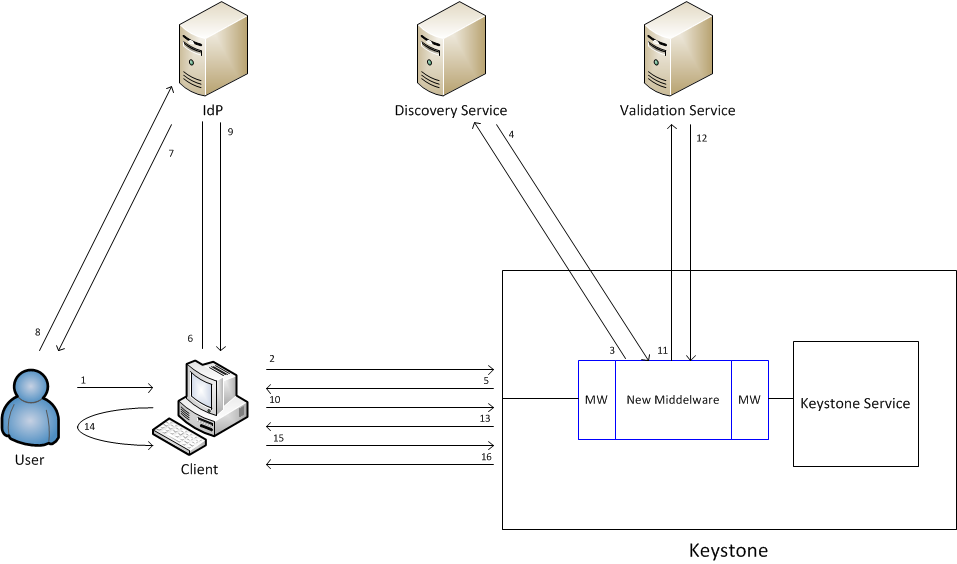 IdP
Discovery Service
Validation Service
9
4
12
7
8
6
2
3
11
1
5
10
MW
New Middelware
MW
Keystone Service
14
13
15
16
User
Client
Keystone